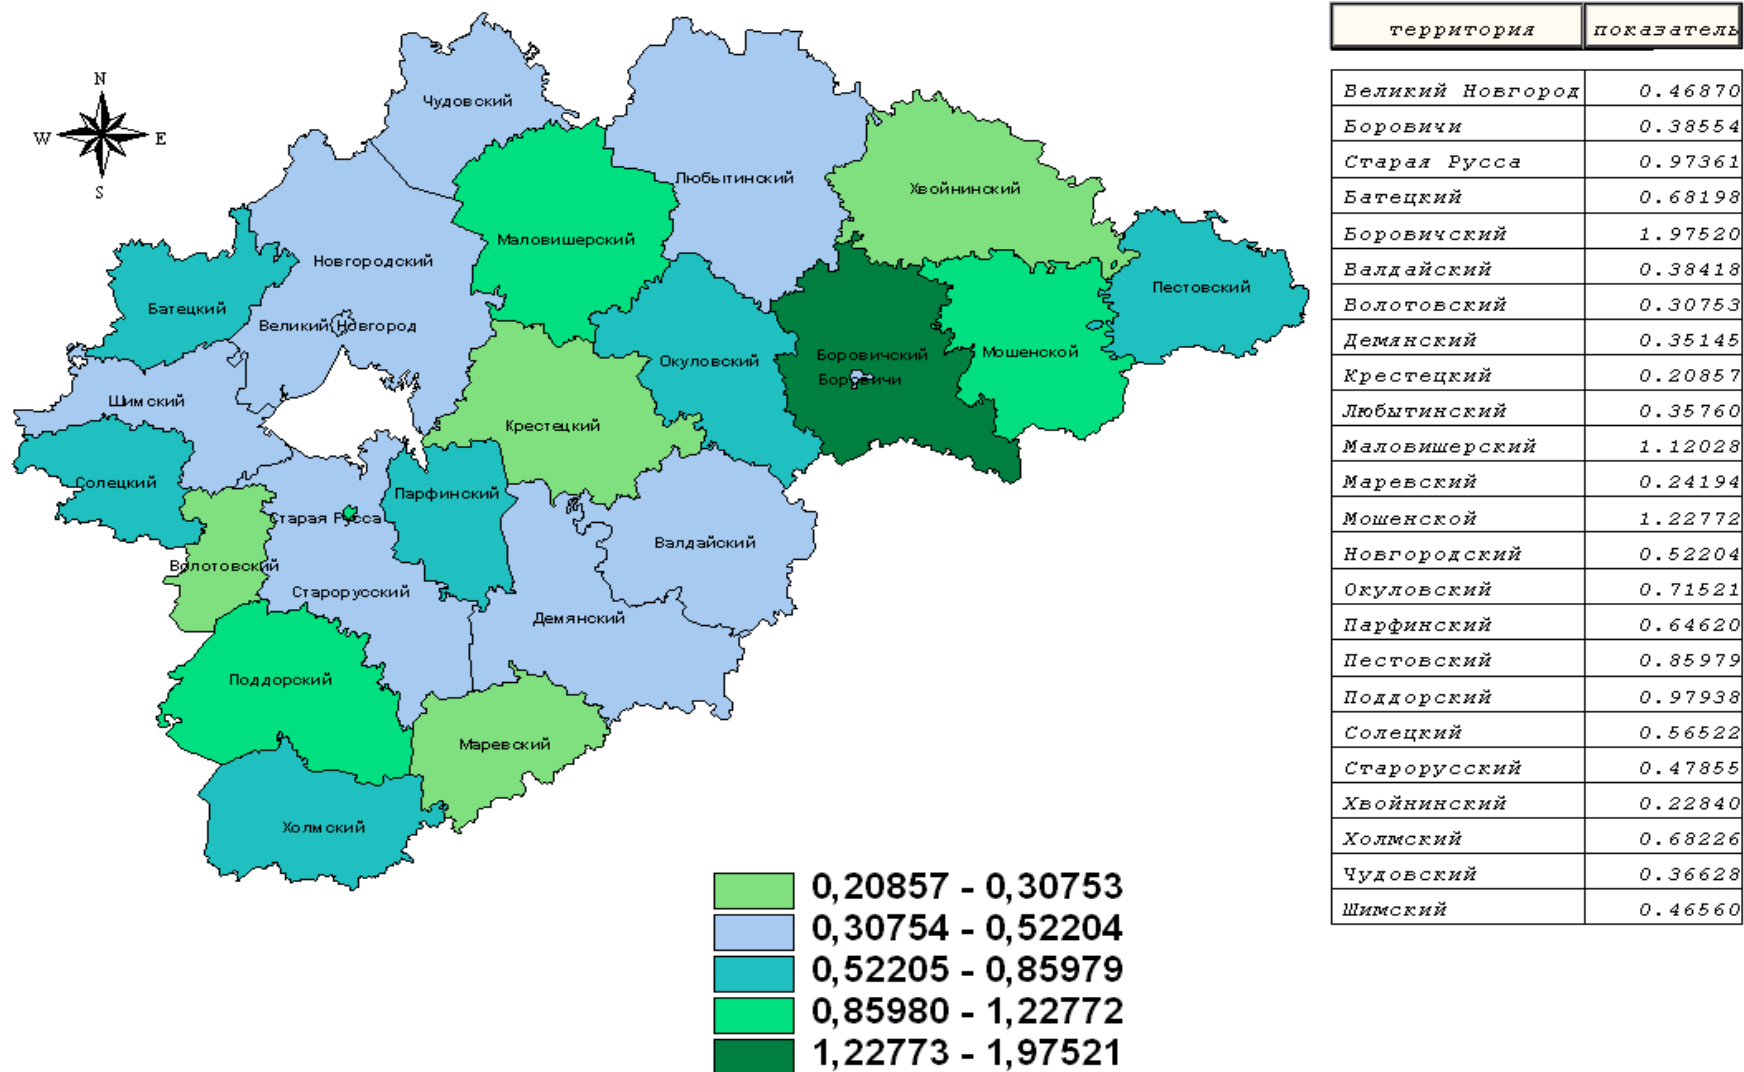 N
W
E
S
Чудовский
Любытинский
Хвойнинский
Маловишерский
Новгородский
Пестовский
Батецкий
Великий Новгород
Мошенской
Окуловский
Боровичский
Боровичи
Шимский
Крестецкий
Солецкий
Парфинский
Старая Русса
Валдайский
Волотовский
Старорусский
Демянский
Поддорский
Маревский
Холмский
0,20857 - 0,30753
0,30754 - 0,52204
0,52205 - 0,85979
0,85980 - 1,22772
1,22773 - 1,97521
территория показатель
Великий Новгород 0.46870
Боровичи 0.38554
Старая Русса 0.97361
Батецкий 0.68198
Боровичский 1.97520
Валдайский 0.38418
Волотовский 0.30753
Демянский 0.35145
Крестецкий 0.20857
Любытинский 0.35760
Маловишерский 1.12028
Маревский 0.24194
Мошенской 1.22772
Новгородский 0.52204
Окуловский 0.71521
Парфинский 0.64620
Пестовский 0.85979
Поддорский 0.97938
Солецкий 0.56522
Старорусский 0.47855
Хвойнинский 0.22840
Холмский 0.68226
Чудовский 0.36628
Шимский 0.46560